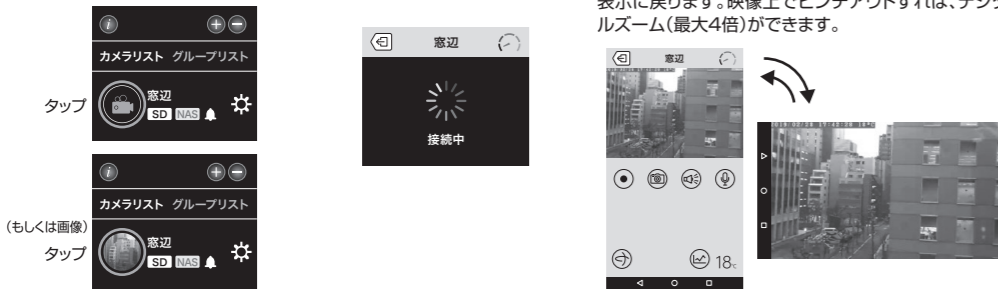 表示に戻ります。映像上でピンチアウトすれば、デジタ
ルズーム(最大4倍)ができます。
i
カメラリスト グループリスト
タップ
窓辺
SD NAS
窓辺
接続中
i
カメラリスト グループリスト
(もしくは画像)
タップ
窓辺
SD NAS
窓辺
18℃